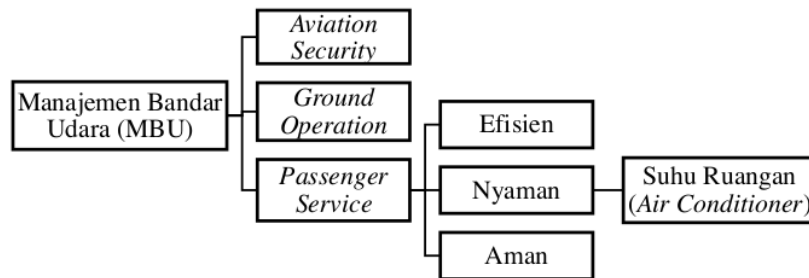 Aviation
Security
Manajemen Bandar
Udara (MBU)
Ground
Operation
Passenger
Service
Efisien
Nyaman
Aman
Suhu Ruangan
(Air Conditioner)